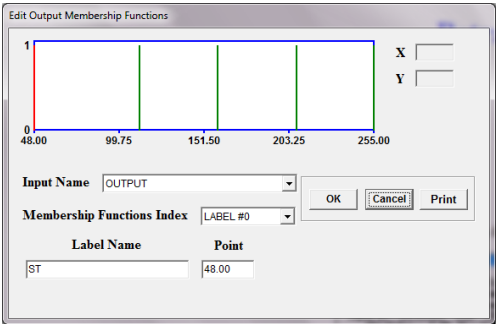 Edit Output Membership Functions
1
X
Y
0
48.00 99.75 151.50 203.25 255.00
Input Name OUTPUT
OK Cancel Print
Membership Functions Index LABEL #0
Label Name Point
ST 48.00